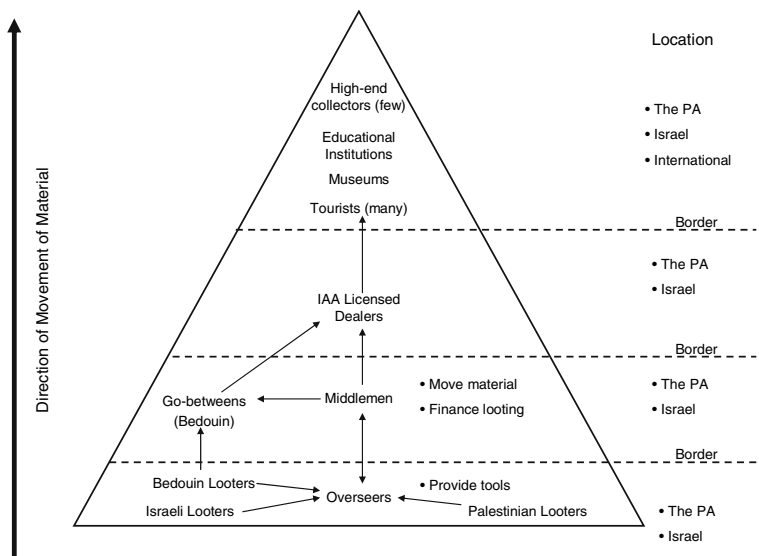 Location
High-end
collectors (few)
Educational
Institutions
Museums
Tourists (many)
• The PA
• Israel
• International
Border
Direction of Movement of Material
IAA Licensed
Dealers
• The PA
• Israel
Border
Go-betweens
(Bedouin)
Middlemen
• Move material
• Finance looting
• The PA
• Israel
Border
Bedouin Looters
Israeli Looters
Overseers
• Provide tools
Palestinian Looters
• The PA
• Israel